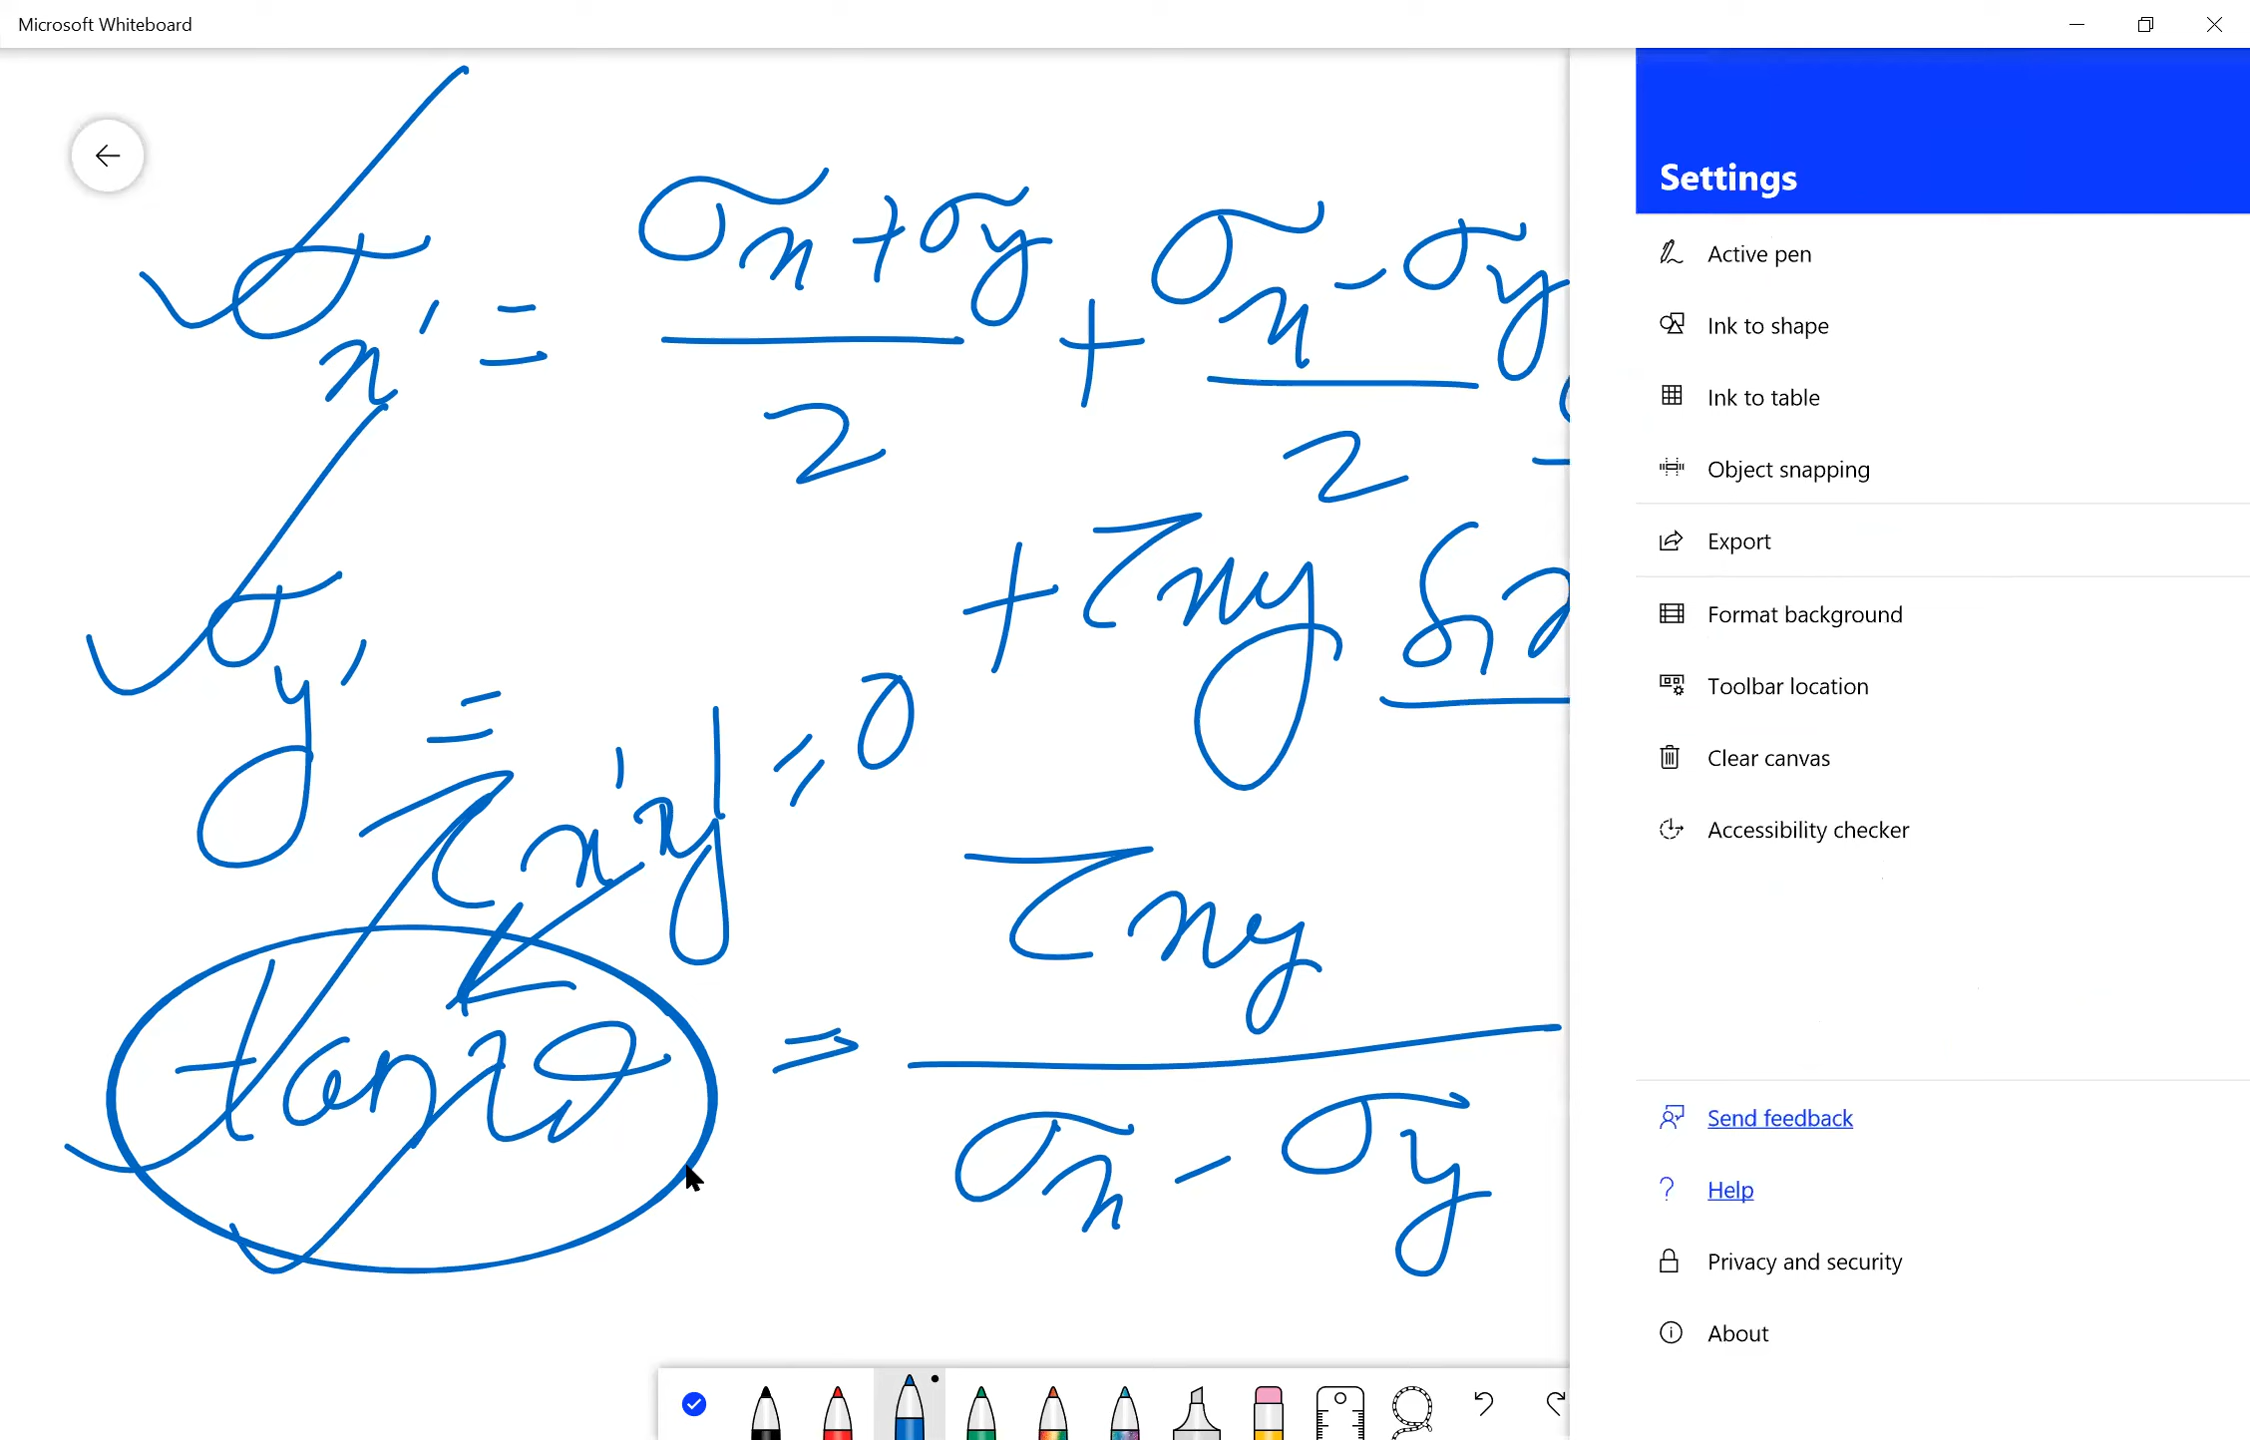 Microsoft Whiteboard
σx' = σx+σy / 2 + σx-σy / 2
+ τxy Si2
σy' =
τx'y' = 0
tan2θ = τxy / σx - σy
Settings
Active pen
Ink to shape
Ink to table
Object snapping
Export
Format background
Toolbar location
Clear canvas
Accessibility checker
Send feedback
Help
Privacy and security
About